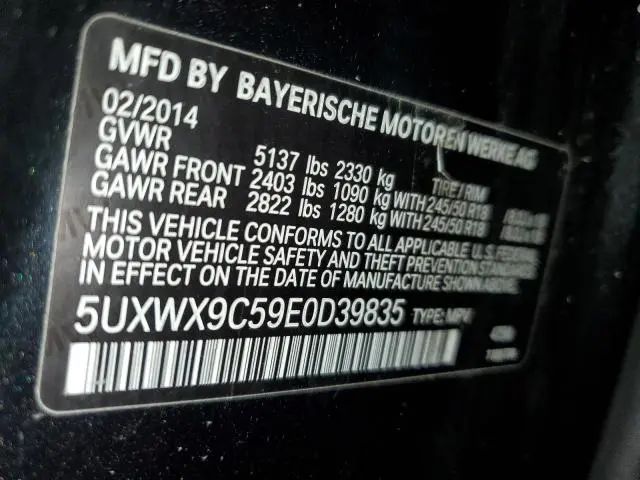 MFD BY BAYERISCHE MOTOREN WERKE AG
02/2014
GVWR 5137 lbs 2330 kg TIRE / RIM
GAWR FRONT 2403 lbs 1090 kg WITH 245/50 R18
GAWR REAR 2822 lbs 1280 kg WITH 245/50 R18
THIS VEHICLE CONFORMS TO ALL APPLICABLE U.S. FEDERAL
MOTOR VEHICLE SAFETY AND THEFT PREVENTION STANDARDS
IN EFFECT ON THE DATE OF MANUFACTURE SHOWN ABOVE.
5UXWX9C59E0D39835 TYPE: MPV